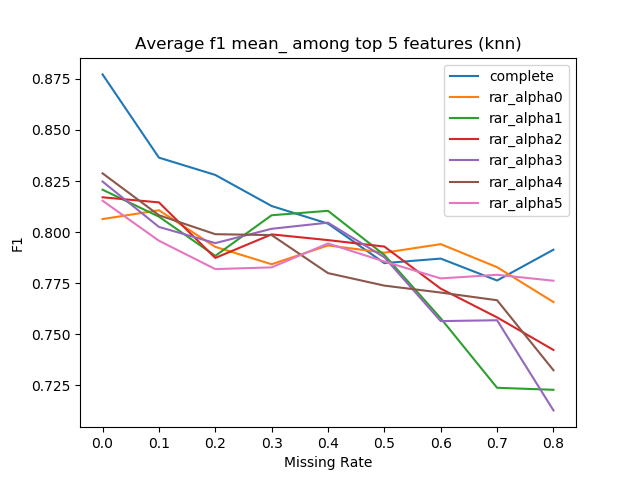 Average f1 mean_ among top 5 features (knn)
complete
rar_alpha0
rar_alpha1
rar_alpha2
rar_alpha3
rar_alpha4
rar_alpha5
F1
0.875
0.850
0.825
0.800
0.775
0.750
0.725
0.0 0.1 0.2 0.3 0.4 0.5 0.6 0.7 0.8
Missing Rate